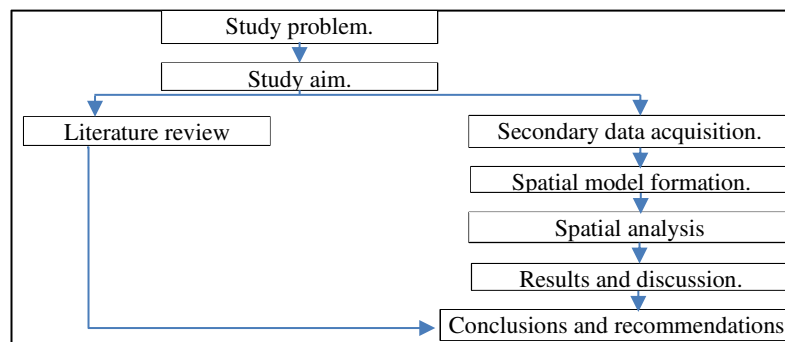 Study problem.
Study aim.
Literature review
Secondary data acquisition.
Spatial model formation.
Spatial analysis
Results and discussion.
Conclusions and recommendations